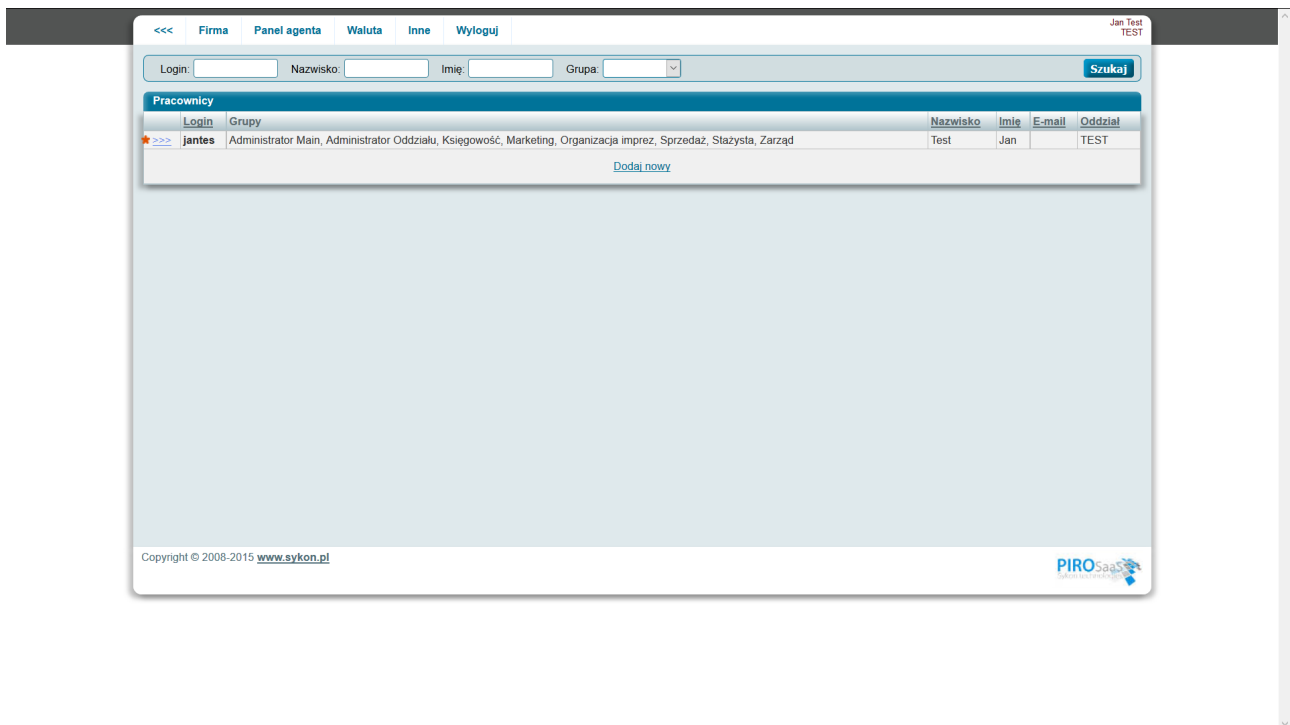 <<< Firma Panel agenta Waluta Inne Wyloguj Jan Test
TEST
Login: Nazwisko: Imię: Grupa: Szukaj
Pracownicy
Login Grupy Nazwisko Imię E-mail Oddział
>>> jantes Administrator Main, Administrator Oddziału, Księgowość, Marketing, Organizacja imprez, Sprzedaż, Stażysta, Zarząd Test Jan TEST
Dodaj nowy
Copyright © 2008-2015 www.sykon.pl
PIROSaaS